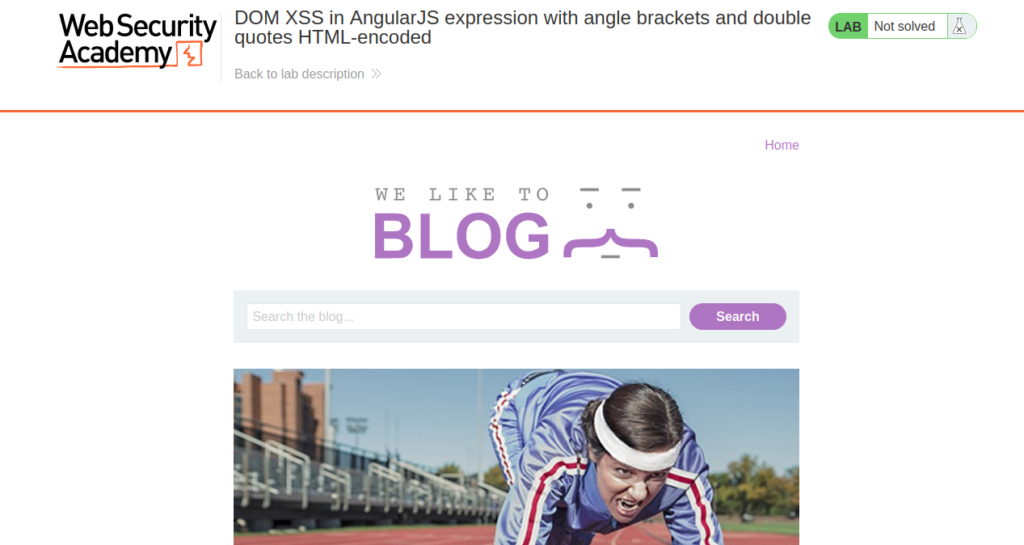 Web Security
Academy
DOM XSS in AngularJS expression with angle brackets and double
quotes HTML-encoded
Back to lab description
LAB Not solved
Home
WE LIKE TO
BLOG
Search the blog...
Search